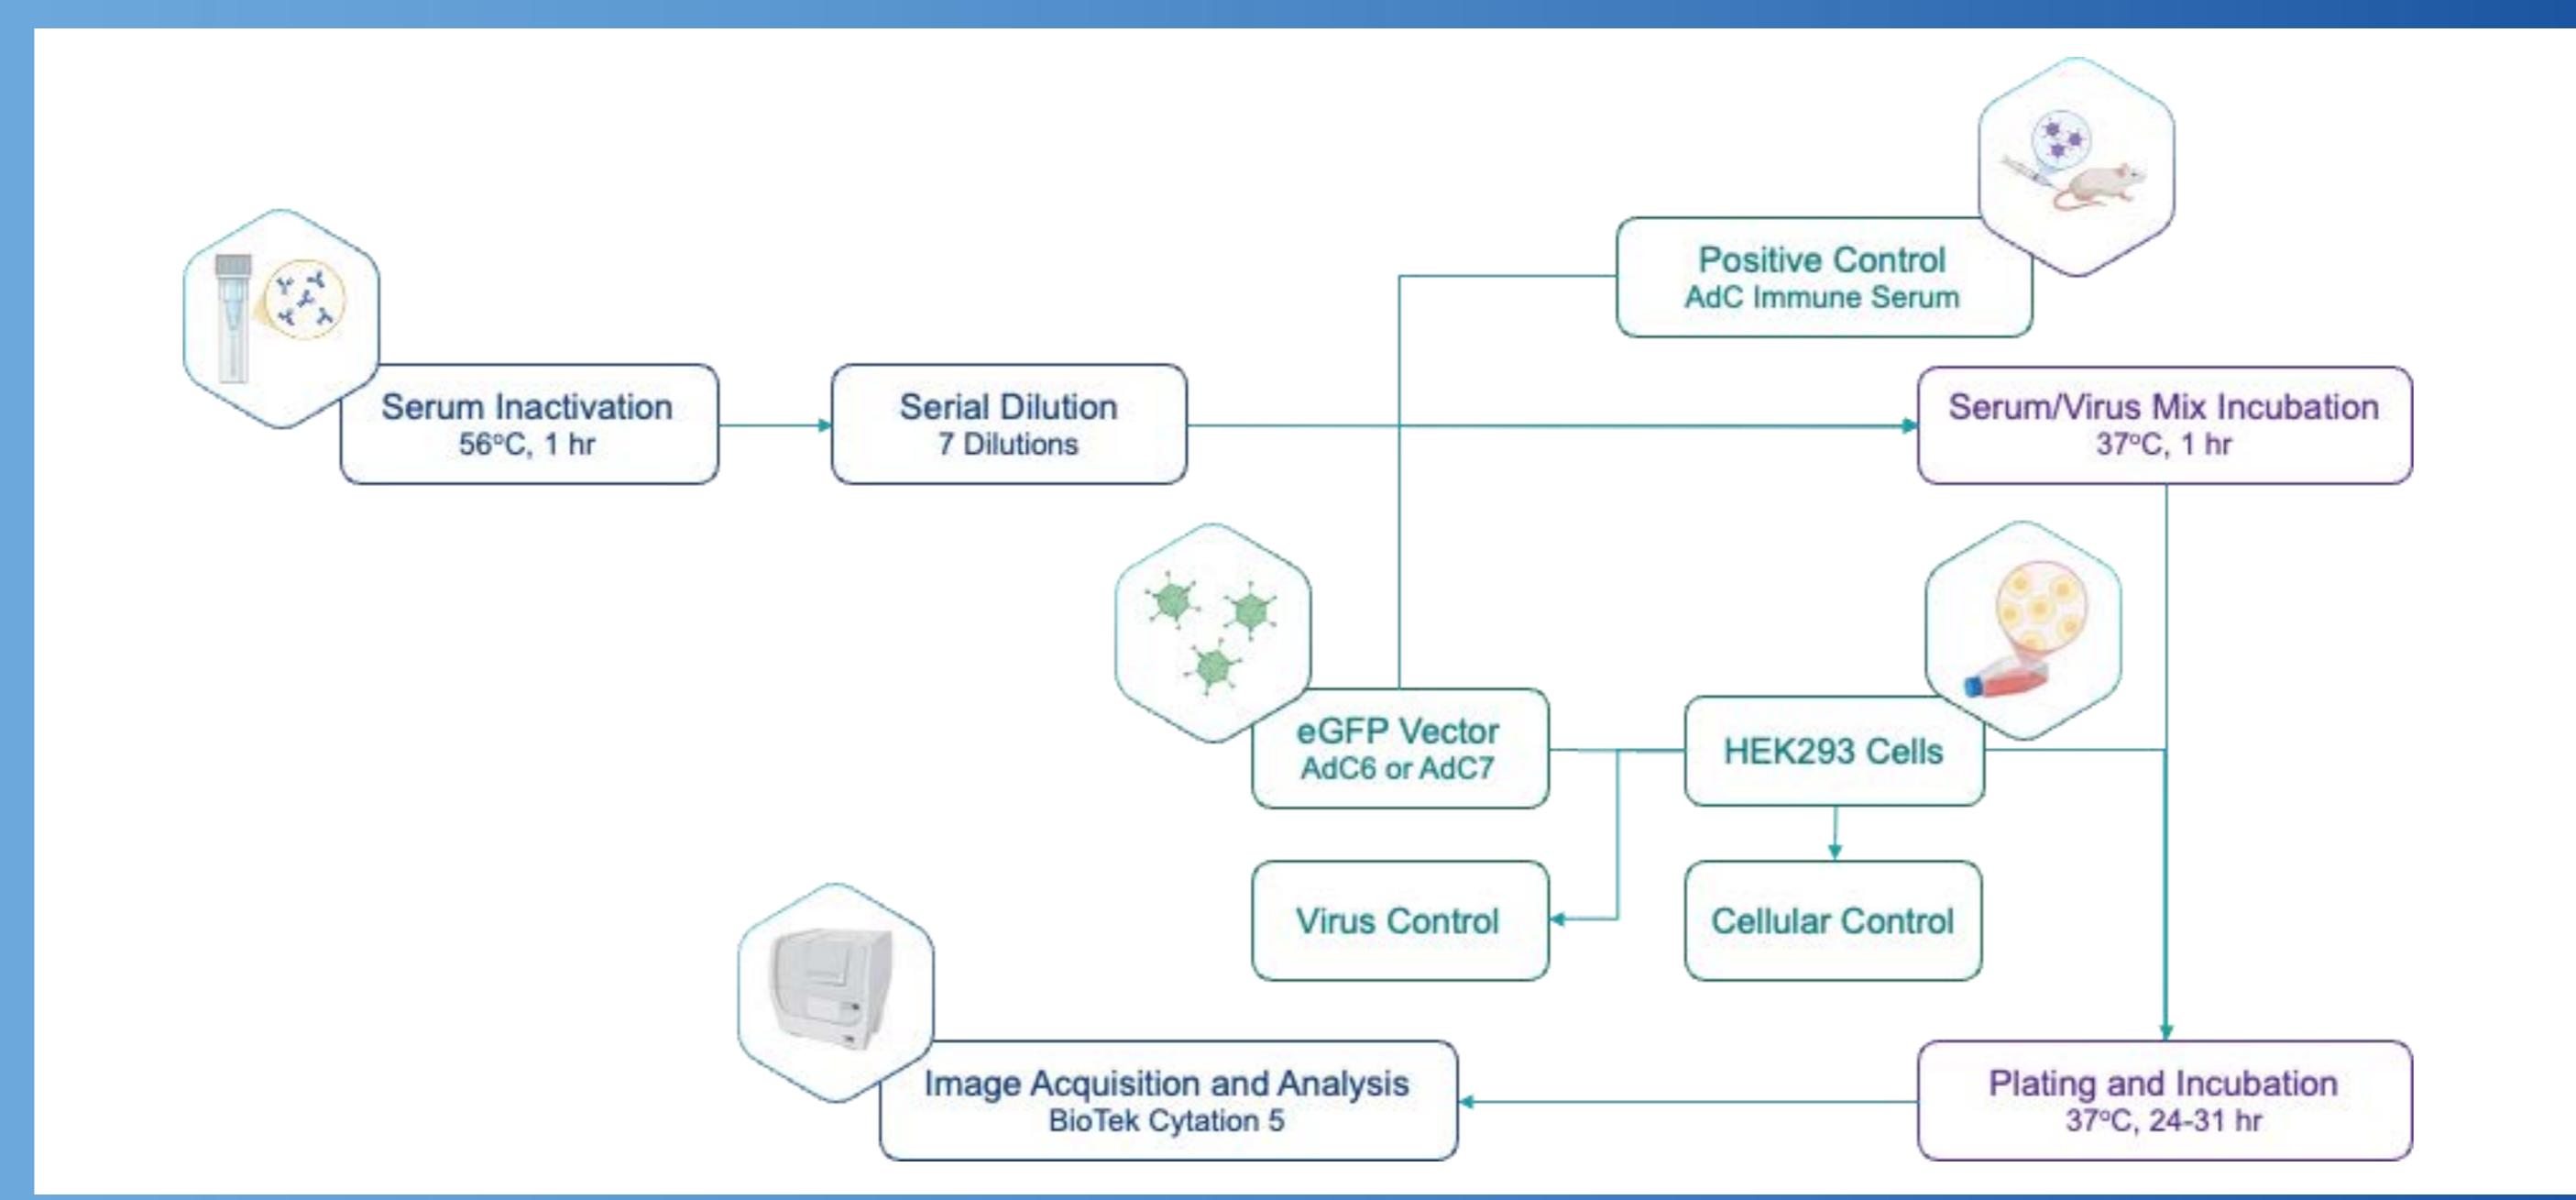 Positive Control
AdC Immune Serum
Serum Inactivation
56°C, 1 hr
Serial Dilution
7 Dilutions
Serum/Virus Mix Incubation
37°C, 1 hr
eGFP Vector
AdC6 or AdC7
HEK293 Cells
Virus Control
Cellular Control
Image Acquisition and Analysis
BioTek Cytation 5
Plating and Incubation
37°C, 24-31 hr